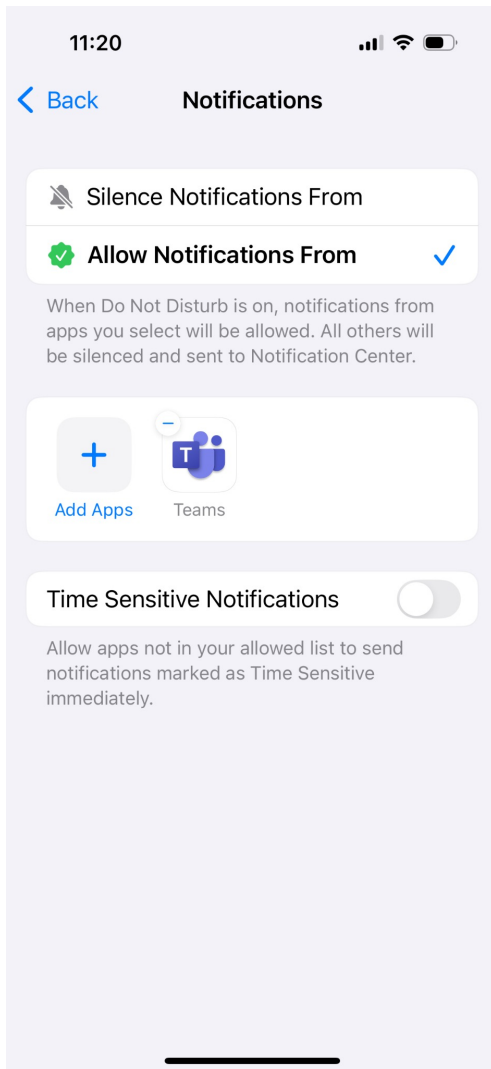 11:20
Back
Notifications
Silence Notifications From
Allow Notifications From
When Do Not Disturb is on, notifications from
apps you select will be allowed. All others will
be silenced and sent to Notification Center.
T
Add Apps
Teams
Time Sensitive Notifications
Allow apps not in your allowed list to send
notifications marked as Time Sensitive
immediately.